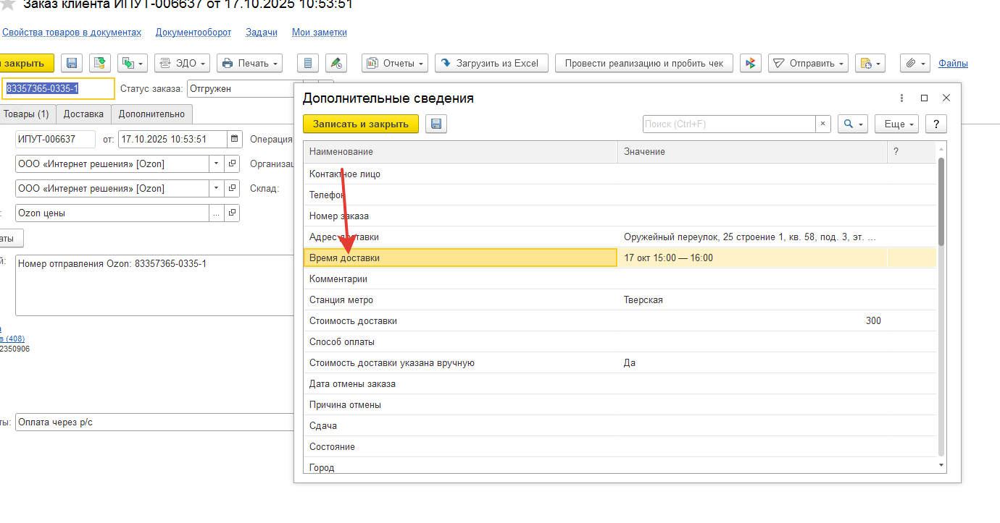 Заказ клиента ИПУТ-006637 от 17.10.2025 10:53:51
Свойства товаров в документах Документооборот Задачи Мои заметки
закрыть ЭДО Печать Отчеты Загрузить из Excel Провести реализацию и пробить чек Отправить Файлы
83357365-0335-1 Статус заказа: Отгружен
Товары (1) Доставка Дополнительно
ИПУТ-006637 от: 17.10.2025 10:53:51 Операция
ООО «Интернет решения» [Ozon]
ООО «Интернет решения» [Ozon] Склад:
Ozon цены ...
Номер отправления Ozon: 83357365-0335-1
(408)
2350906
Оплата через р/с
Дополнительные сведения
Записать и закрыть Поиск (Ctrl+F) × Еще ?
Наименование Значение ?
Контактное лицо
Телефон
Номер заказа
Адрес доставки Оружейный переулок, 25 строение 1, кв. 58, под. 3, эт. ...
Время доставки 17 окт 15:00 — 16:00
Комментарии
Станция метро Тверская
Стоимость доставки 300
Способ оплаты
Стоимость доставки указана вручную Да
Дата отмены заказа
Причина отмены
Сдача
Состояние
Город